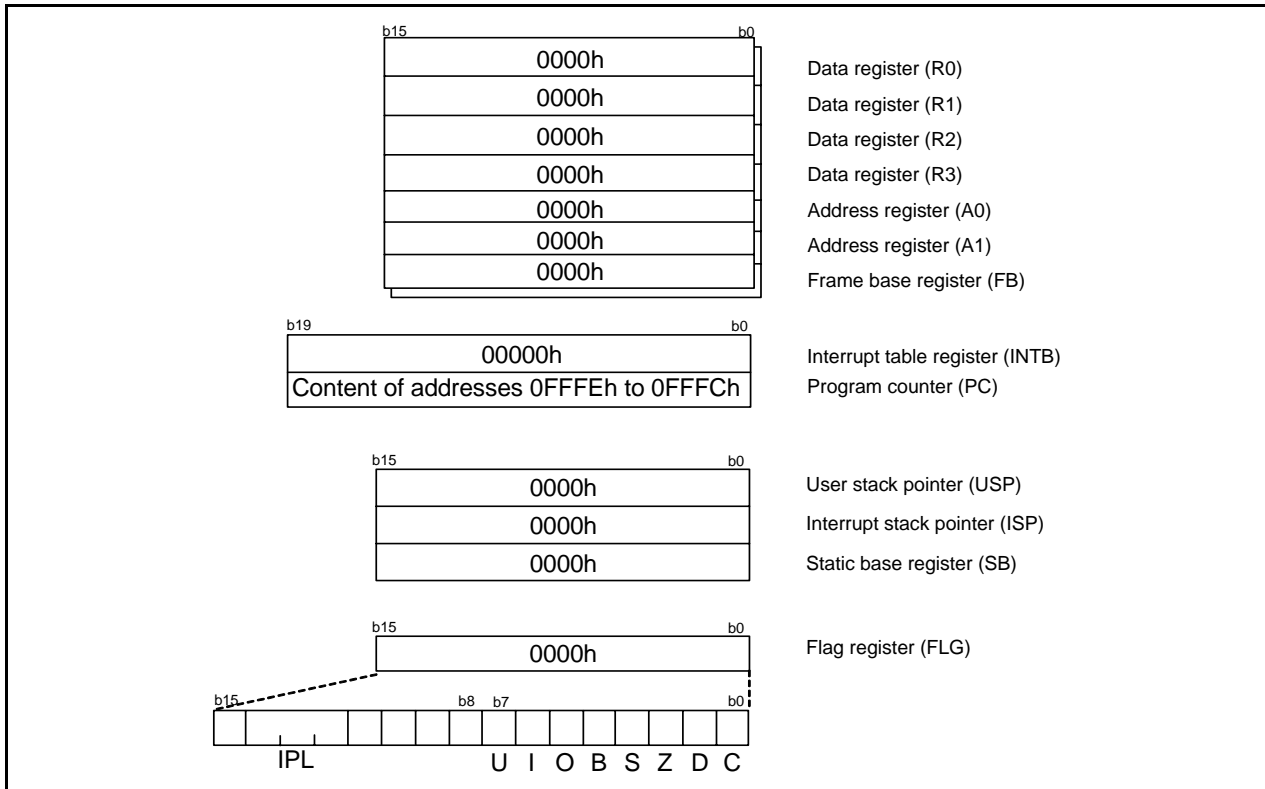 b15 b0
0000h Data register (R0)
0000h Data register (R1)
0000h Data register (R2)
0000h Data register (R3)
0000h Address register (A0)
0000h Address register (A1)
0000h Frame base register (FB)
b19 b0
00000h Interrupt table register (INTB)
Content of addresses 0FFFEh to 0FFFCh Program counter (PC)
b15 b0
0000h User stack pointer (USP)
0000h Interrupt stack pointer (ISP)
0000h Static base register (SB)
b15 b0
0000h Flag register (FLG)
b15 b8 b7 b0
IPL U I O B S Z D C